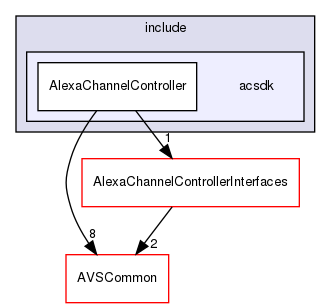 include
AlexaChannelController
acsdk
1
AlexaChannelControllerInterfaces
8
2
AVSCommon